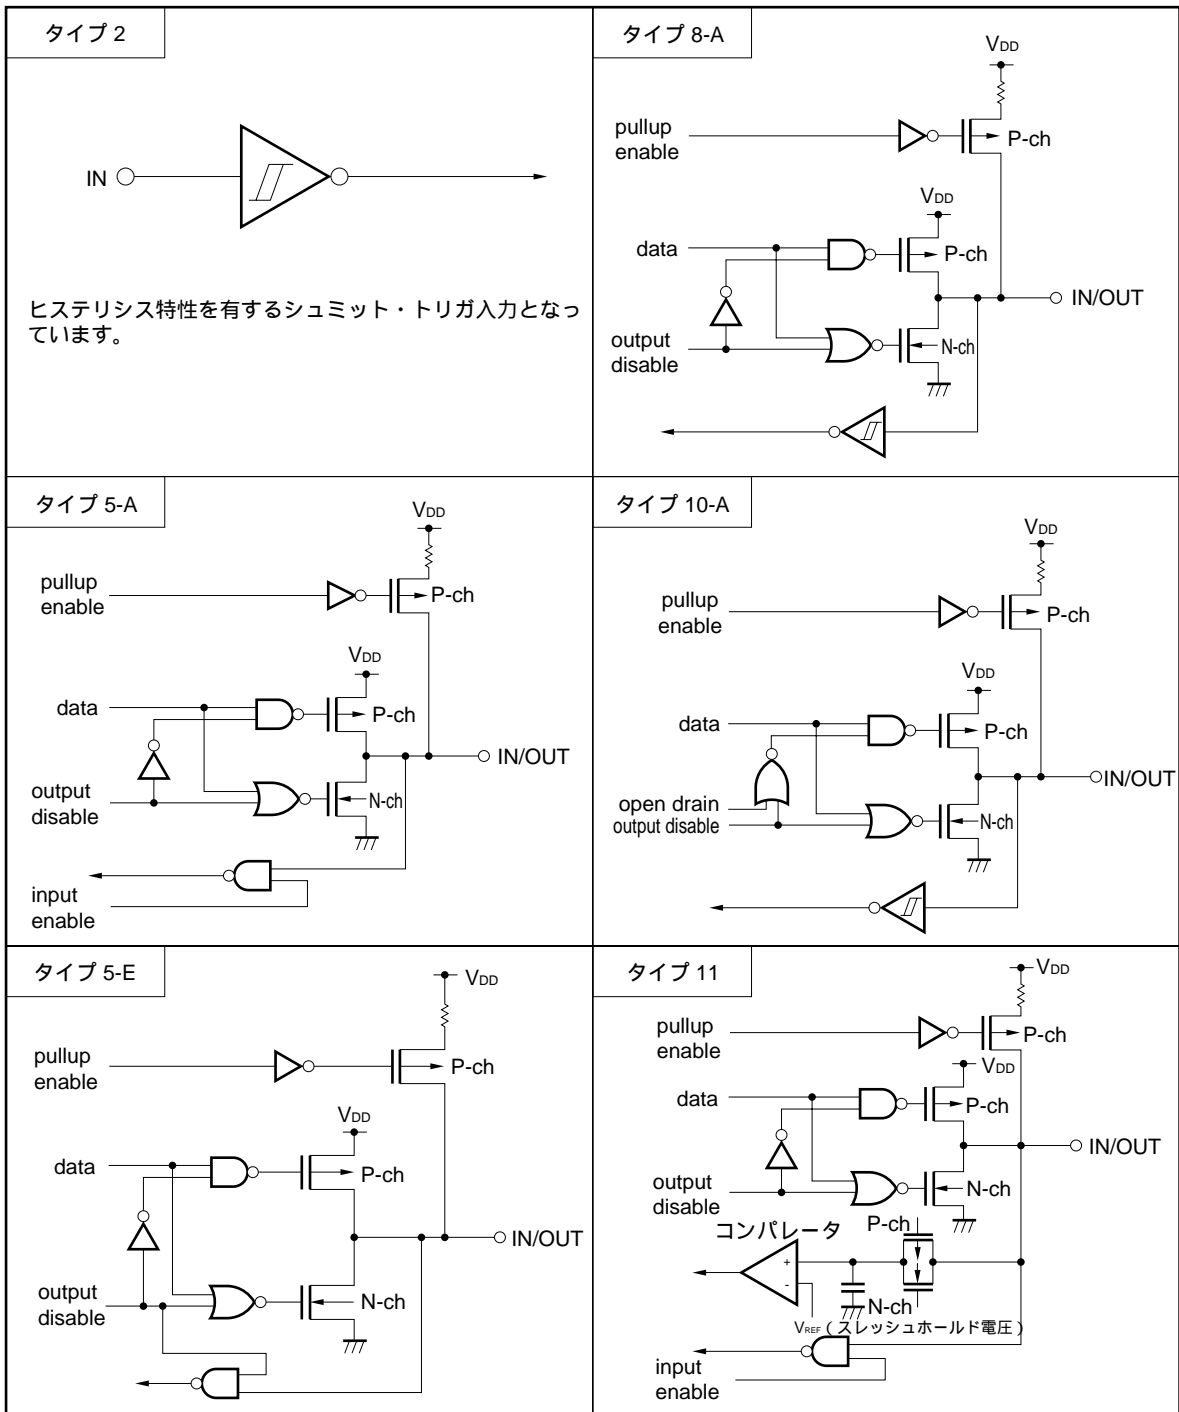 タイプ 2
IN
ヒステリシス特性を有するシュミット・トリガ入力となっ
ています。
タイプ 8-A
VDD
pullup
enable
P-ch
VDD
data
P-ch
IN/OUT
output
disable
N-ch
タイプ 5-A
VDD
pullup
enable
P-ch
VDD
data
P-ch
IN/OUT
output
disable
N-ch
input
enable
タイプ 10-A
VDD
pullup
enable
P-ch
VDD
data
P-ch
IN/OUT
open drain
output disable
N-ch
タイプ 5-E
VDD
pullup
enable
P-ch
VDD
data
P-ch
IN/OUT
output
disable
N-ch
タイプ 11
VDD
pullup
enable
P-ch
VDD
data
P-ch
IN/OUT
output
disable
N-ch
P-ch
コンパレータ
+
-
N-ch
VREF（スレッシュホールド電圧）
input
enable